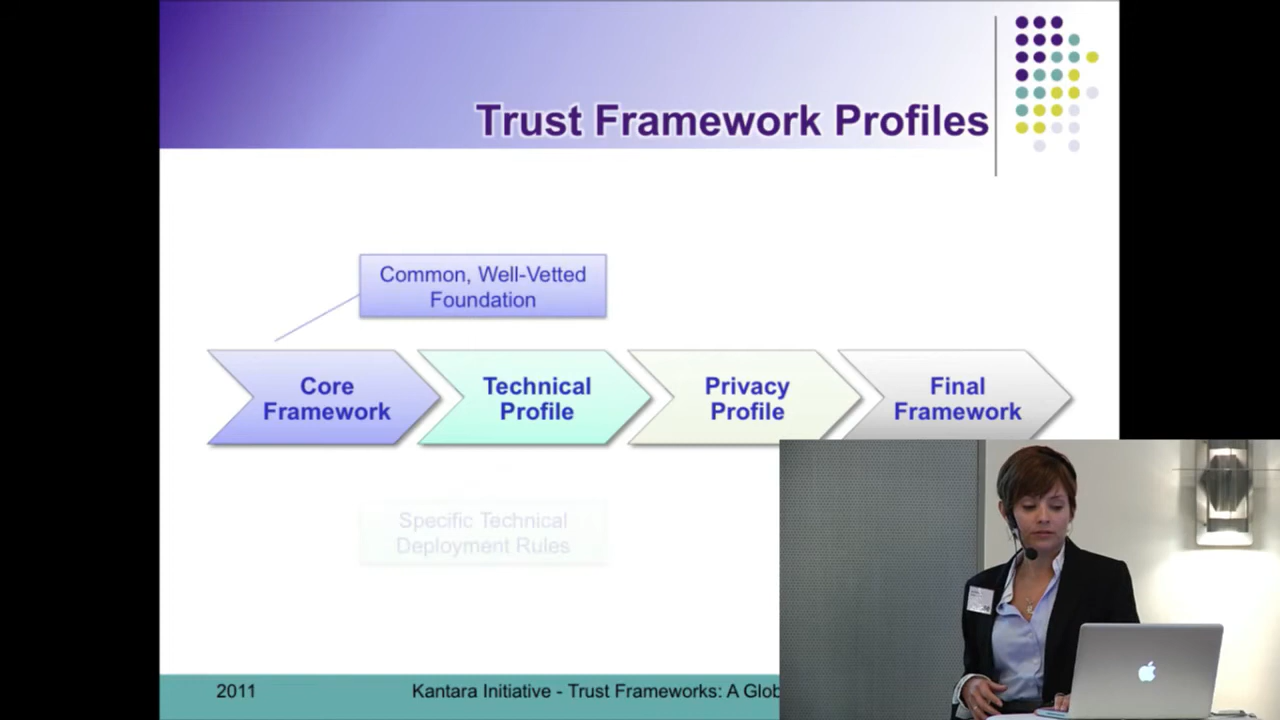 Trust Framework Profiles
Common, Well-Vetted
Foundation
Core
Framework
Technical
Profile
Privacy
Profile
Final
Framework
Specific Technical
Deployment Rules
2011
Kantara Initiative - Trust Frameworks: A Glob